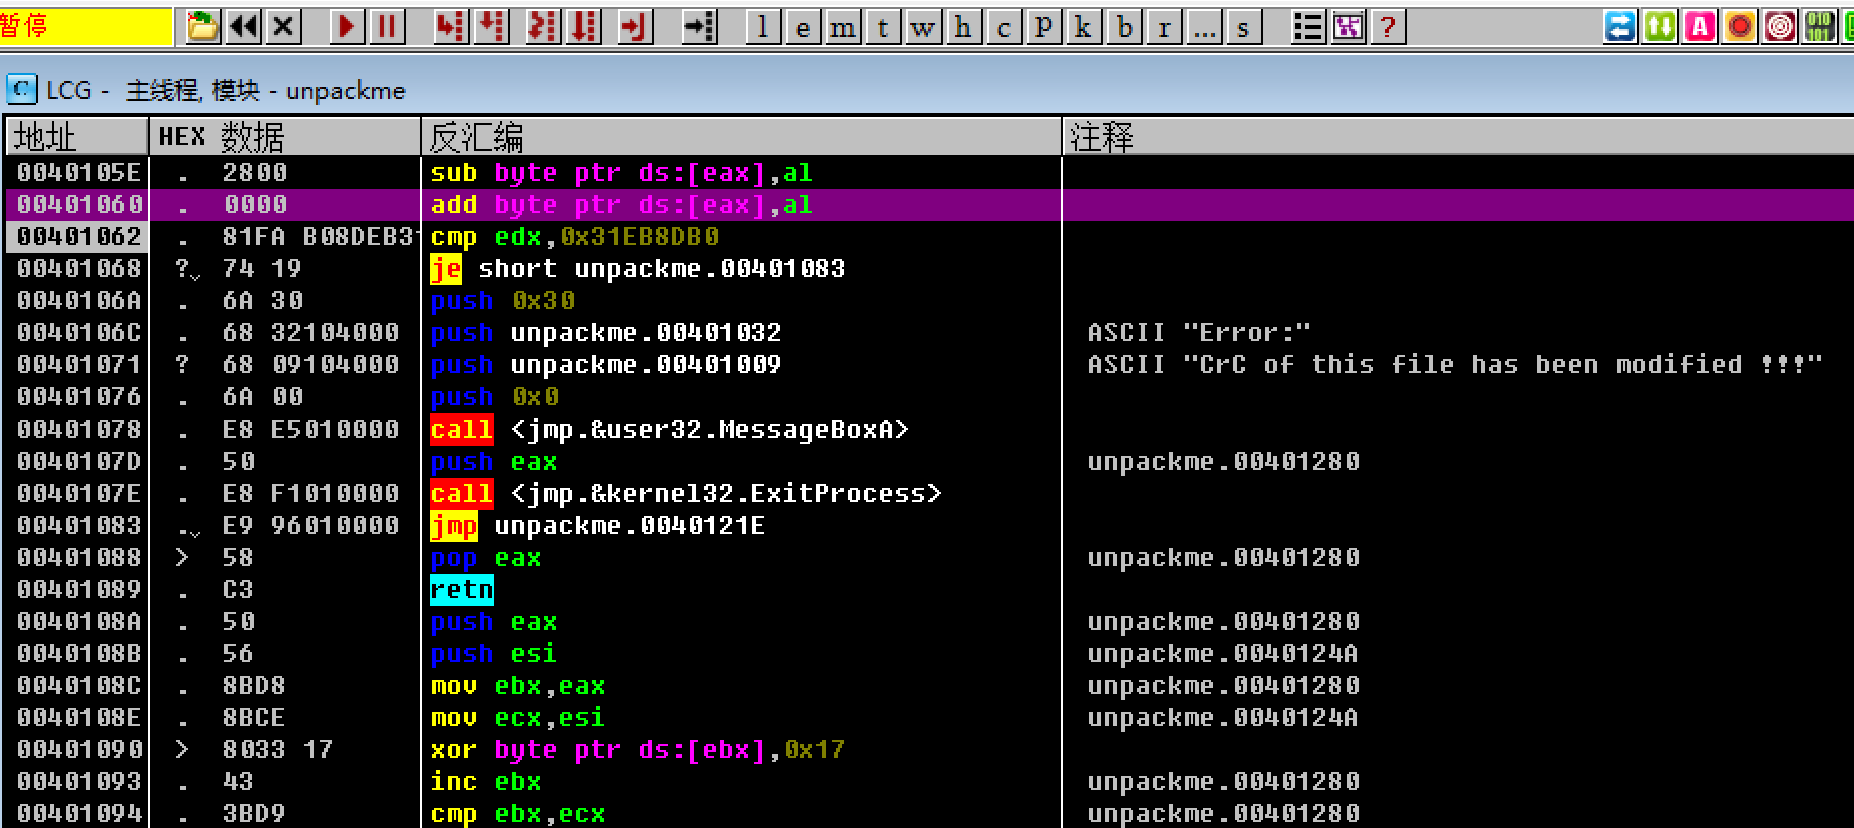 暂停 l e m t w h c P k b r ... s ?
C LCG - 主线程, 模块 - unpackme
地址 HEX 数据 反汇编 注释
0040105E . 2800 sub byte ptr ds:[eax],al
00401060 . 0000 add byte ptr ds:[eax],al
00401062 . 81FA B08DEB3 cmp edx,0x31EB8DB0
00401068 ? 74 19 je short unpackme.00401083
0040106A . 6A 30 push 0x30
0040106C . 68 32104000 push unpackme.00401032 ASCII "Error:"
00401071 ? 68 09104000 push unpackme.00401009 ASCII "CrC of this file has been modified !!!"
00401076 . 6A 00 push 0x0
00401078 . E8 E5010000 call <jmp.&user32.MessageBoxA>
0040107D . 50 push eax unpackme.00401280
0040107E . E8 F1010000 call <jmp.&kernel32.ExitProcess>
00401083 . E9 96010000 jmp unpackme.0040121E
00401088 > 58 pop eax unpackme.00401280
00401089 . C3 retn
0040108A . 50 push eax unpackme.00401280
0040108B . 56 push esi unpackme.0040124A
0040108C . 8BD8 mov ebx,eax unpackme.00401280
0040108E . 8BCE mov ecx,esi unpackme.0040124A
00401090 > 8033 17 xor byte ptr ds:[ebx],0x17
00401093 . 43 inc ebx unpackme.00401280
00401094 . 3BD9 cmp ebx,ecx unpackme.00401280